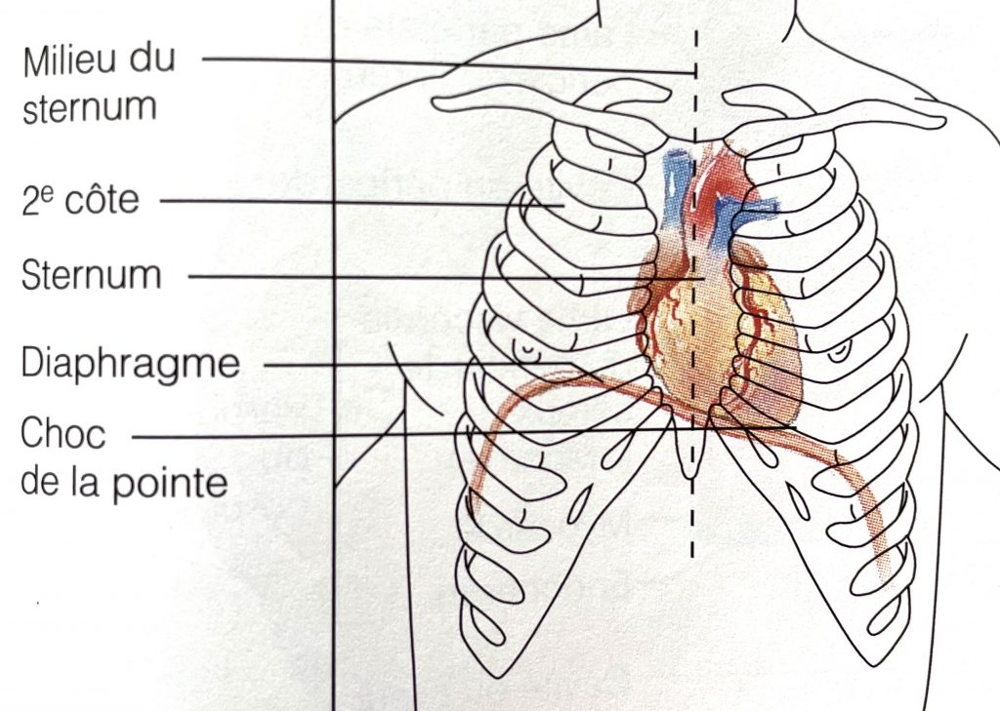 Milieu du
sternum
2e côte
Sternum
Diaphragme
Choc
de la pointe